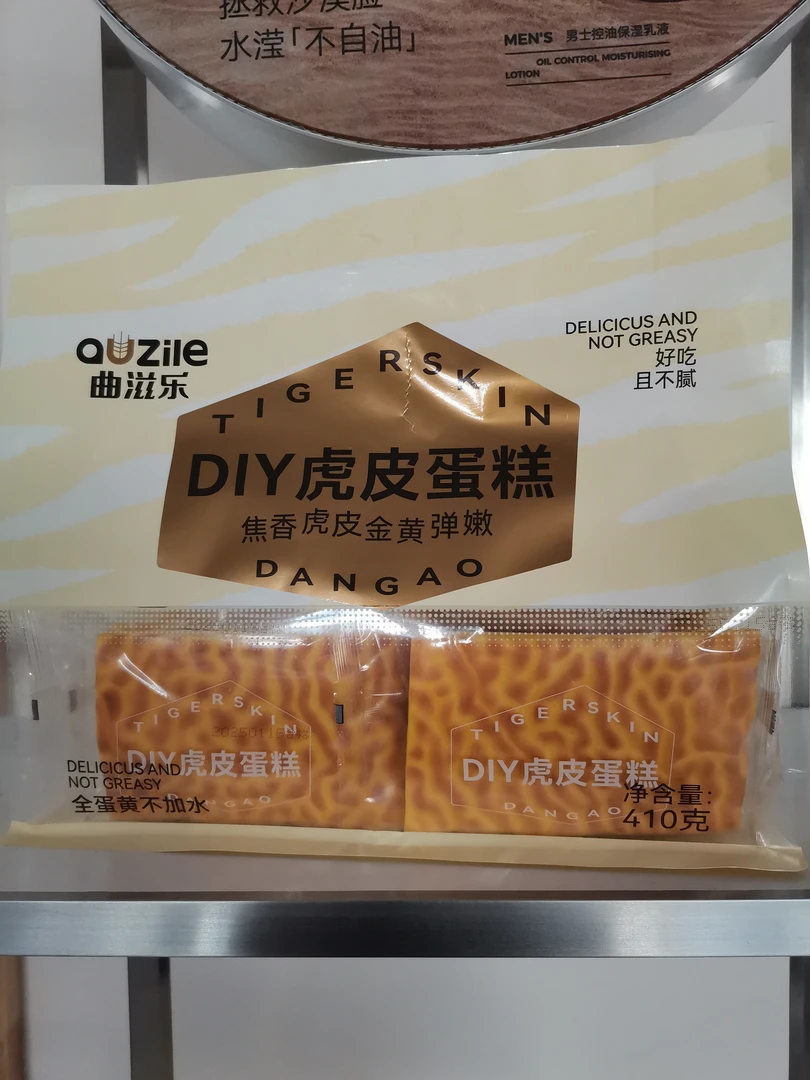 拯救沙漠脸
水滢「不自油」
MEN'S 男士控油保湿乳液
OIL CONTROL MOISTURISING
LOTION
auzile
曲滋乐
DELICICUS AND
NOT GREASY
好吃
且不腻
TIGERSKIN
DIY虎皮蛋糕
焦香虎皮金黄弹嫩
DANGAO
TIGERSKIN
DIY虎皮蛋糕
DANGAO
TIGERSKIN
DIY虎皮蛋糕
DANGAO
DELICICUS AND
NOT GREASY
全蛋黄不加水
净含量:
410克